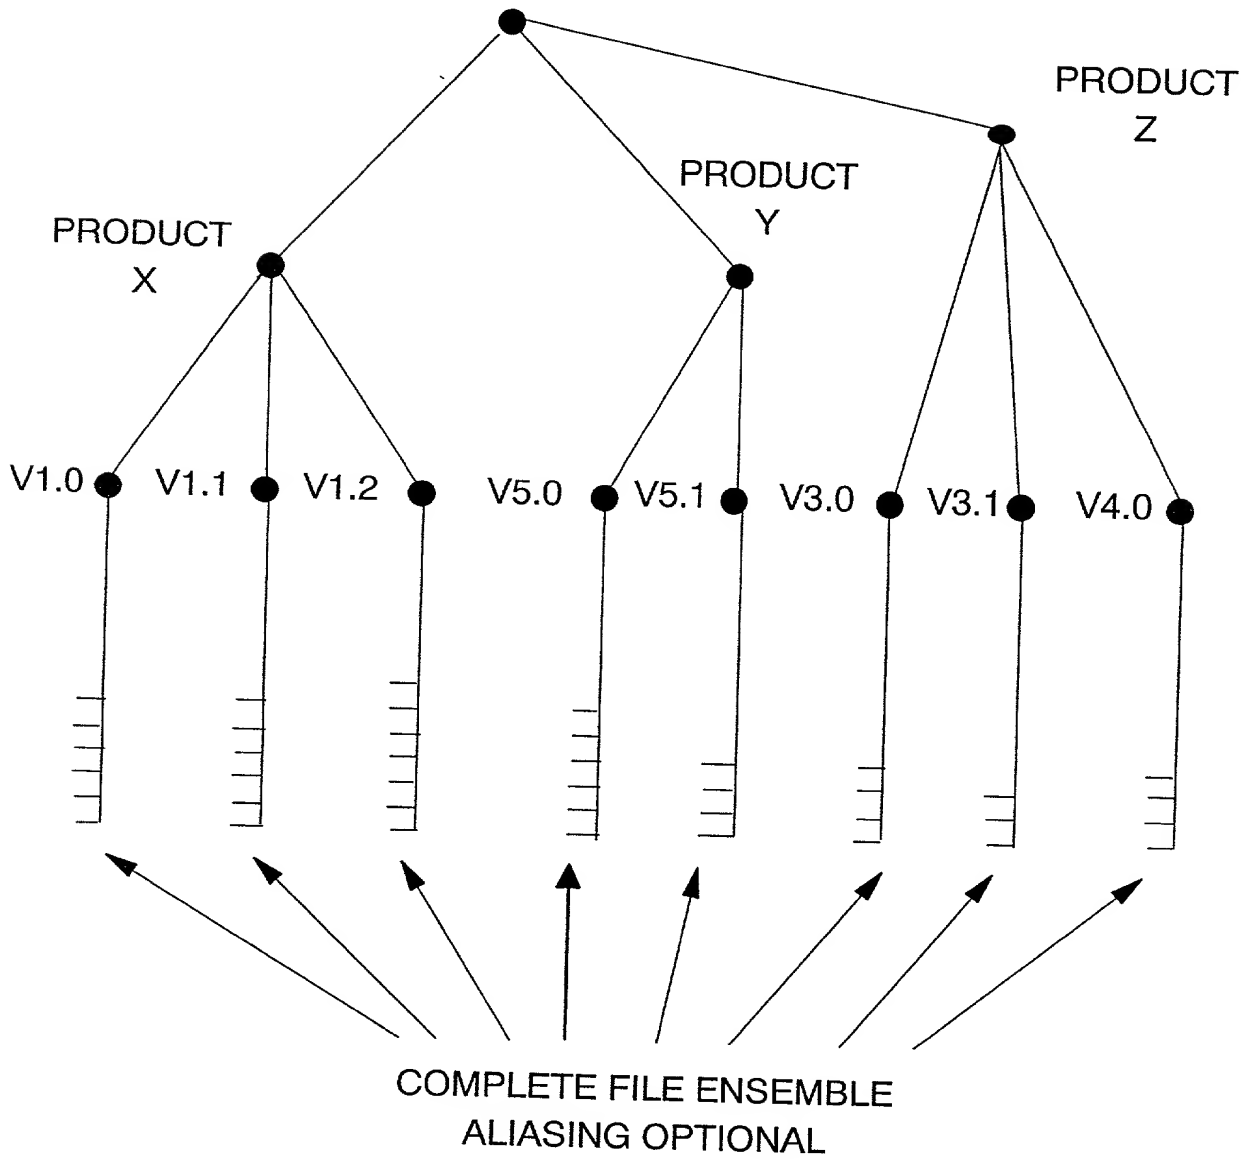 PRODUCT
Z
PRODUCT
Y
PRODUCT
X
V1.0
V1.1
V1.2
V5.0
V5.1
V3.0
V3.1
V4.0
COMPLETE FILE ENSEMBLE
ALIASING OPTIONAL